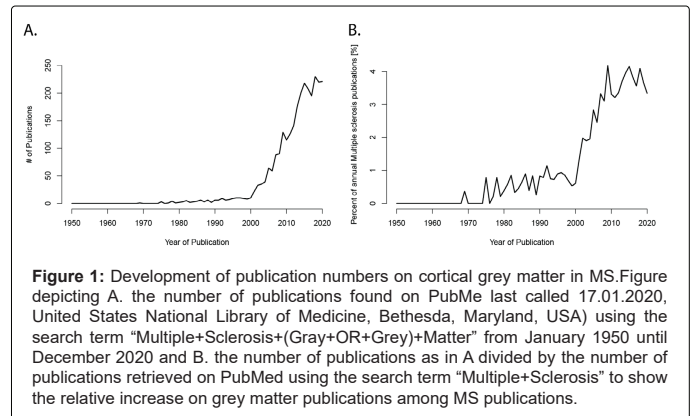 A.
B.
# of Publications
250
200
150
100
50
0
1950 1960 1970 1980 1990 2000 2010 2020
Year of Publication
Percent of annual Multiple sclerosis publications [%]
4
3
2
1
0
1950 1960 1970 1980 1990 2000 2010 2020
Year of Publication
Figure 1: Development of publication numbers on cortical grey matter in MS.Figure
depicting A. the number of publications found on PubMe last called 17.01.2020,
United States National Library of Medicine, Bethesda, Maryland, USA) using the
search term “Multiple+Sclerosis+(Gray+OR+Grey)+Matter” from January 1950 until
December 2020 and B. the number of publications as in A divided by the number of
publications retrieved on PubMed using the search term “Multiple+Sclerosis” to show
the relative increase on grey matter publications among MS publications.